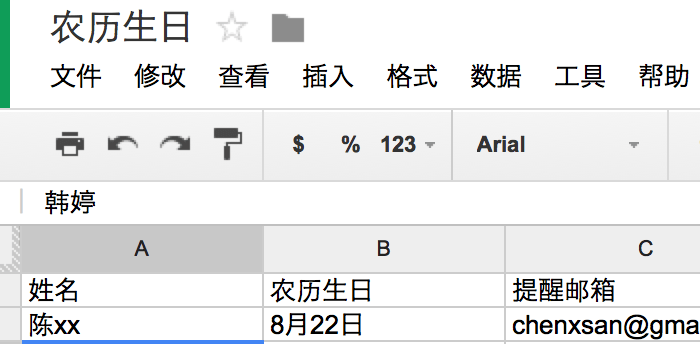 农历生日
文件 修改 查看 插入 格式 数据 工具 帮助
$ % 123 Arial
韩婷
A B C
姓名 农历生日 提醒邮箱
陈xx 8月22日 chenxsan@gma